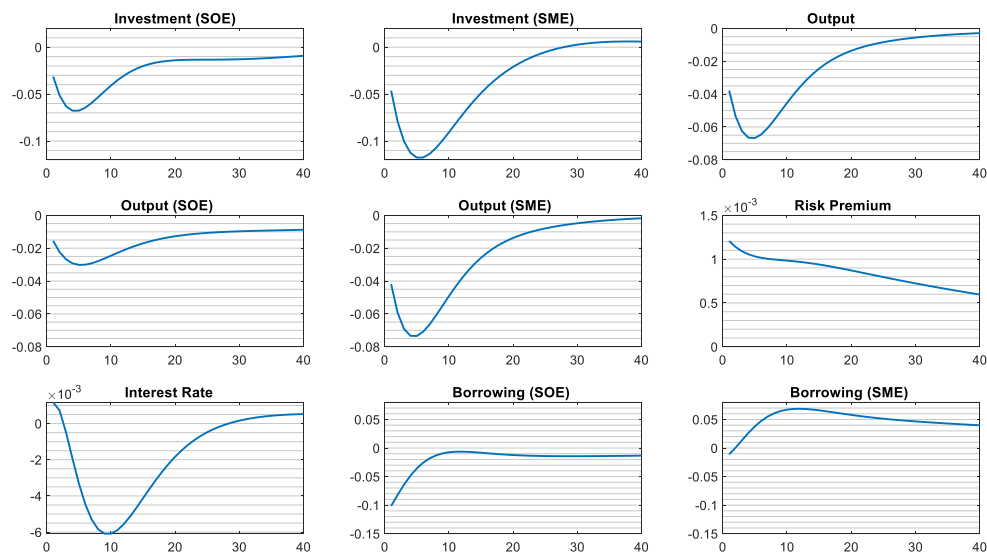 Investment (SOE)
0
-0.05
-0.1
0 10 20 30 40
Investment (SME)
0
-0.05
-0.1
0 10 20 30 40
Output
0
-0.02
-0.04
-0.06
-0.08
0 10 20 30 40
Output (SOE)
0
-0.02
-0.04
-0.06
-0.08
0 10 20 30 40
Output (SME)
0
-0.02
-0.04
-0.06
-0.08
0 10 20 30 40
Risk Premium
×10-3
1.5
1
0.5
0
0 10 20 30 40
Interest Rate
×10-3
0
-2
-4
-6
0 10 20 30 40
Borrowing (SOE)
0.05
0
-0.05
-0.1
-0.15
0 10 20 30 40
Borrowing (SME)
0.05
0
-0.05
-0.1
-0.15
0 10 20 30 40